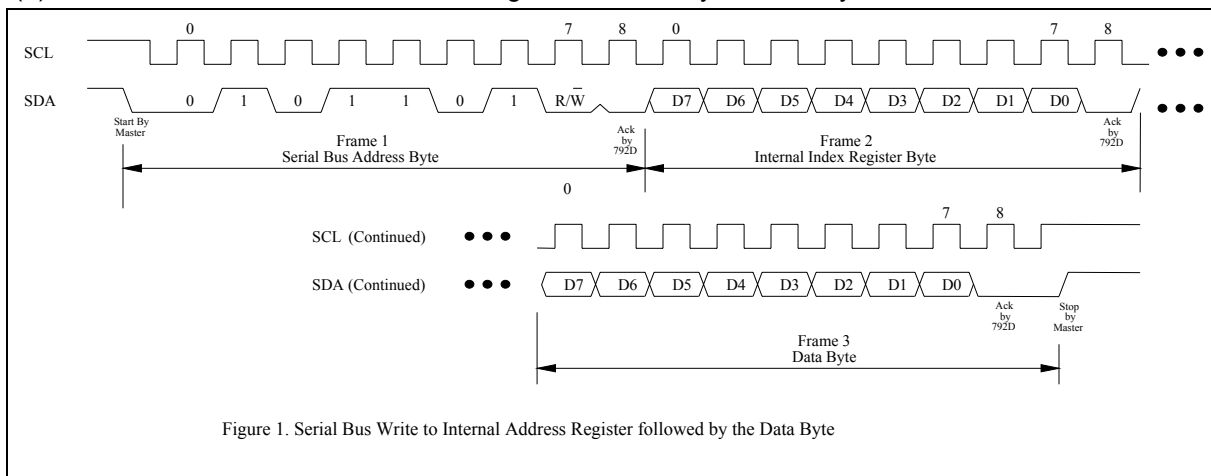 0 7 8 0 7 8
SCL
SDA 0 1 0 1 1 0 1 R/W D7 D6 D5 D4 D3 D2 D1 D0
Start By
Master
Ack
by
792D
Ack
by
792D
Frame 1
Serial Bus Address Byte
Frame 2
Internal Index Register Byte
0
7 8
SCL (Continued)
SDA (Continued) D7 D6 D5 D4 D3 D2 D1 D0
Ack
by
792D
Stop
by
Master
Frame 3
Data Byte
Figure 1. Serial Bus Write to Internal Address Register followed by the Data Byte